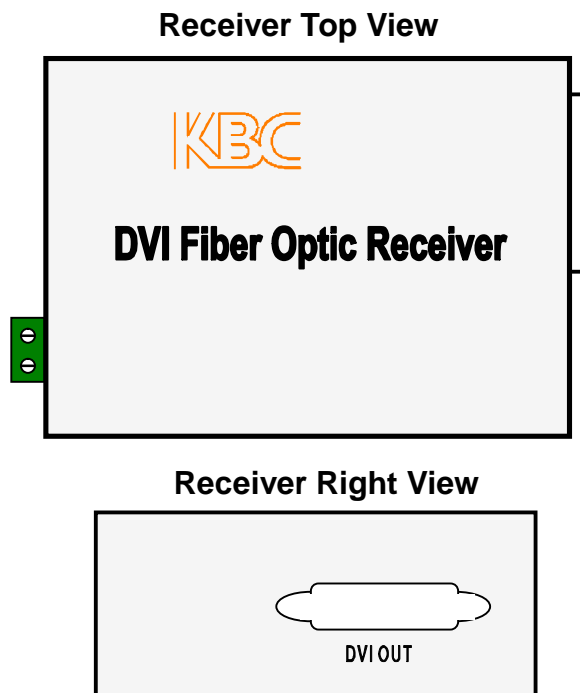 Receiver Top View
KBC
DVI Fiber Optic Receiver
Receiver Right View
DVI OUT